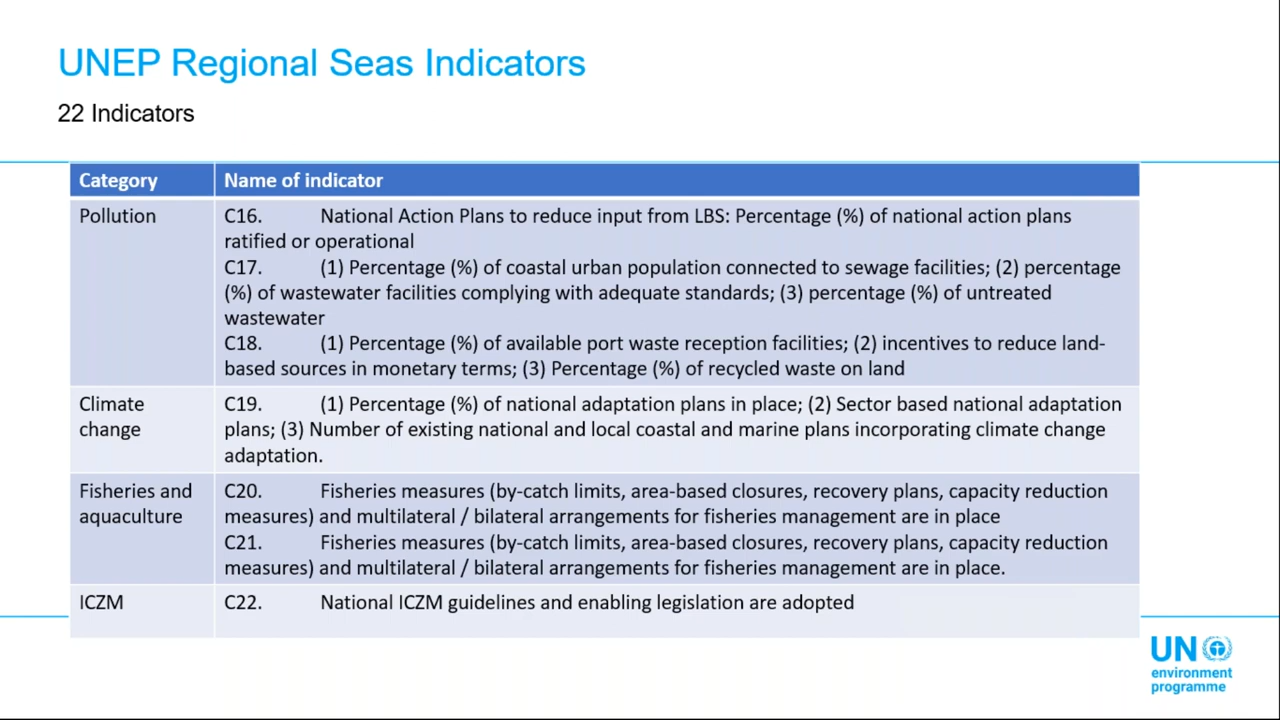 UNEP Regional Seas Indicators
22 Indicators
Category Name of indicator
Pollution
C16. National Action Plans to reduce input from LBS: Percentage (%) of national action plans
ratified or operational
C17. (1) Percentage (%) of coastal urban population connected to sewage facilities; (2) percentage
(%) of wastewater facilities complying with adequate standards; (3) percentage (%) of untreated
wastewater
C18. (1) Percentage (%) of available port waste reception facilities; (2) incentives to reduce land-
based sources in monetary terms; (3) Percentage (%) of recycled waste on land
Climate
change
C19. (1) Percentage (%) of national adaptation plans in place; (2) Sector based national adaptation
plans; (3) Number of existing national and local coastal and marine plans incorporating climate change
adaptation.
Fisheries and
aquaculture
C20. Fisheries measures (by-catch limits, area-based closures, recovery plans, capacity reduction
measures) and multilateral / bilateral arrangements for fisheries management are in place
C21. Fisheries measures (by-catch limits, area-based closures, recovery plans, capacity reduction
measures) and multilateral / bilateral arrangements for fisheries management are in place.
ICZM
C22. National ICZM guidelines and enabling legislation are adopted
UN
environment
programme